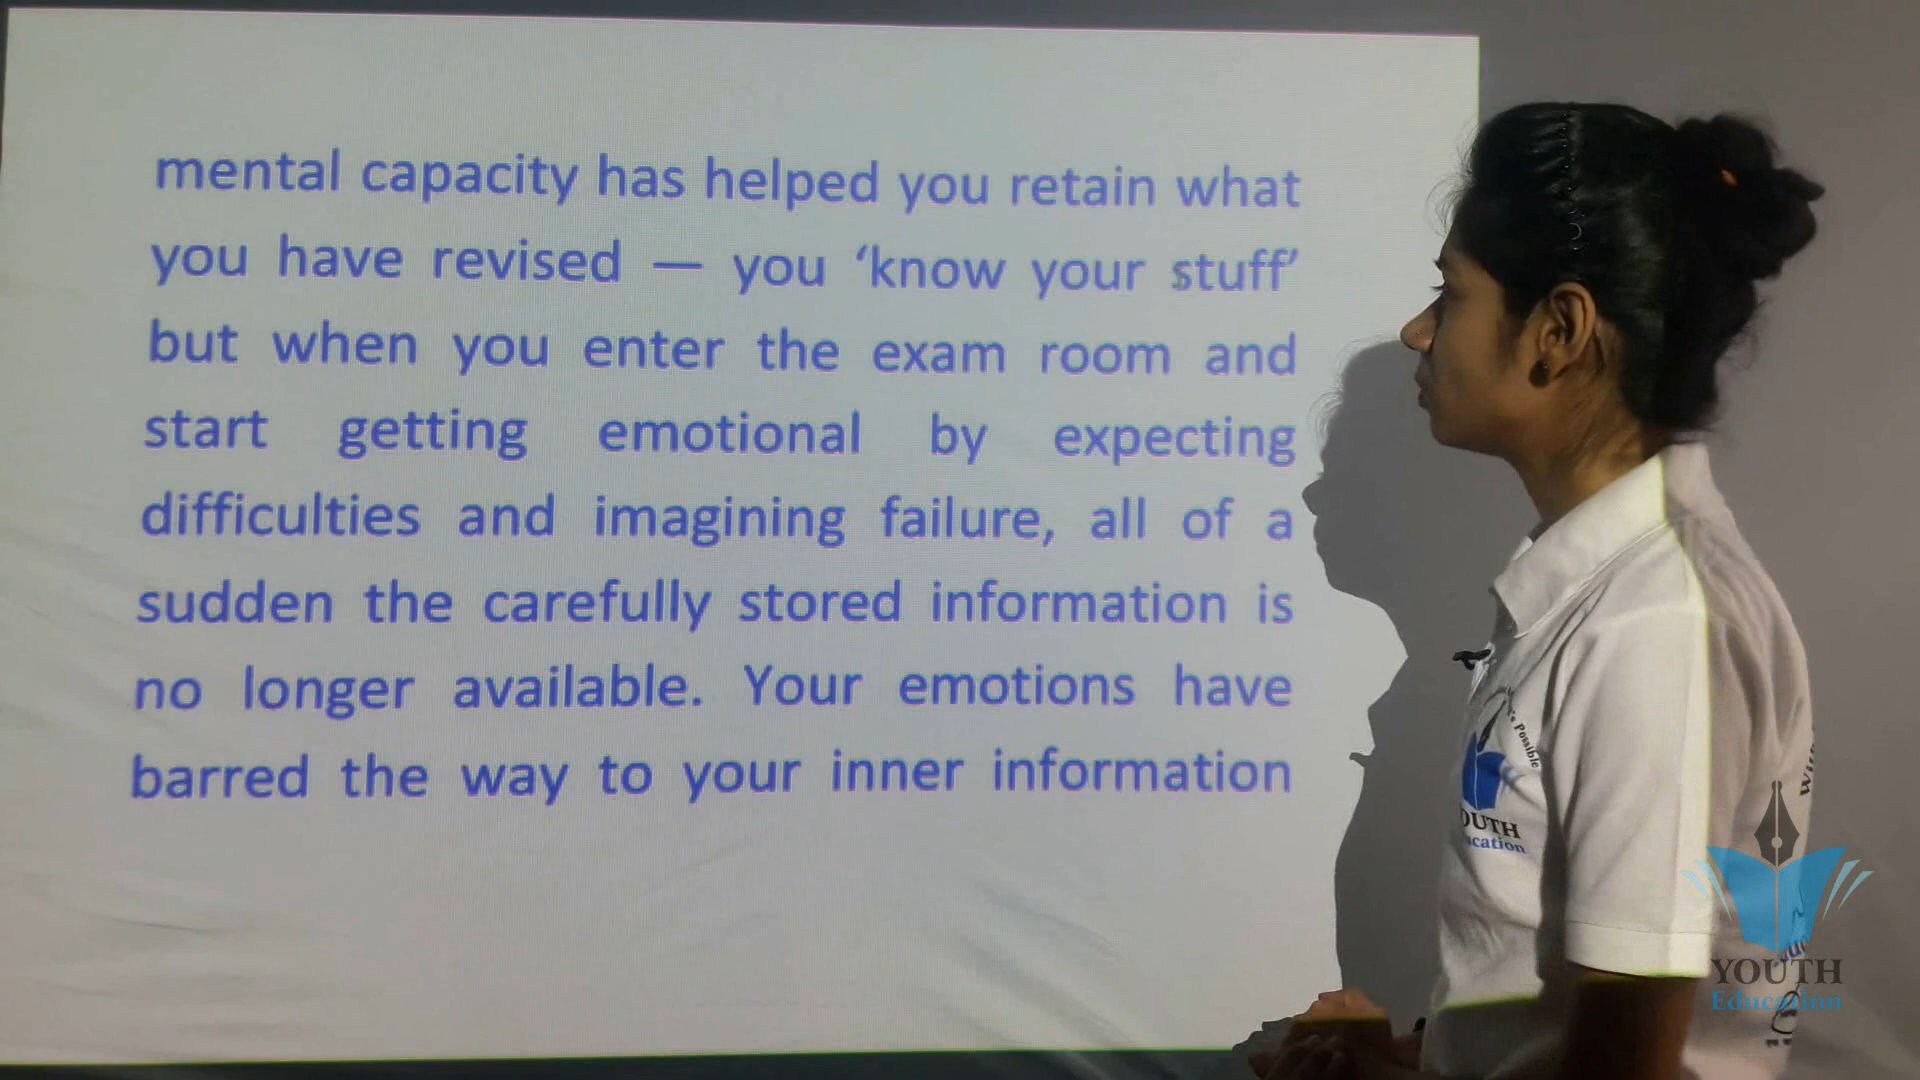 mental capacity has helped you retain what
you have revised — you ‘know your stuff’
but when you enter the exam room and
start getting emotional by expecting
difficulties and imagining failure, all of a
sudden the carefully stored information is
no longer available. Your emotions have
barred the way to your inner information
Possible
YOUTH
Education